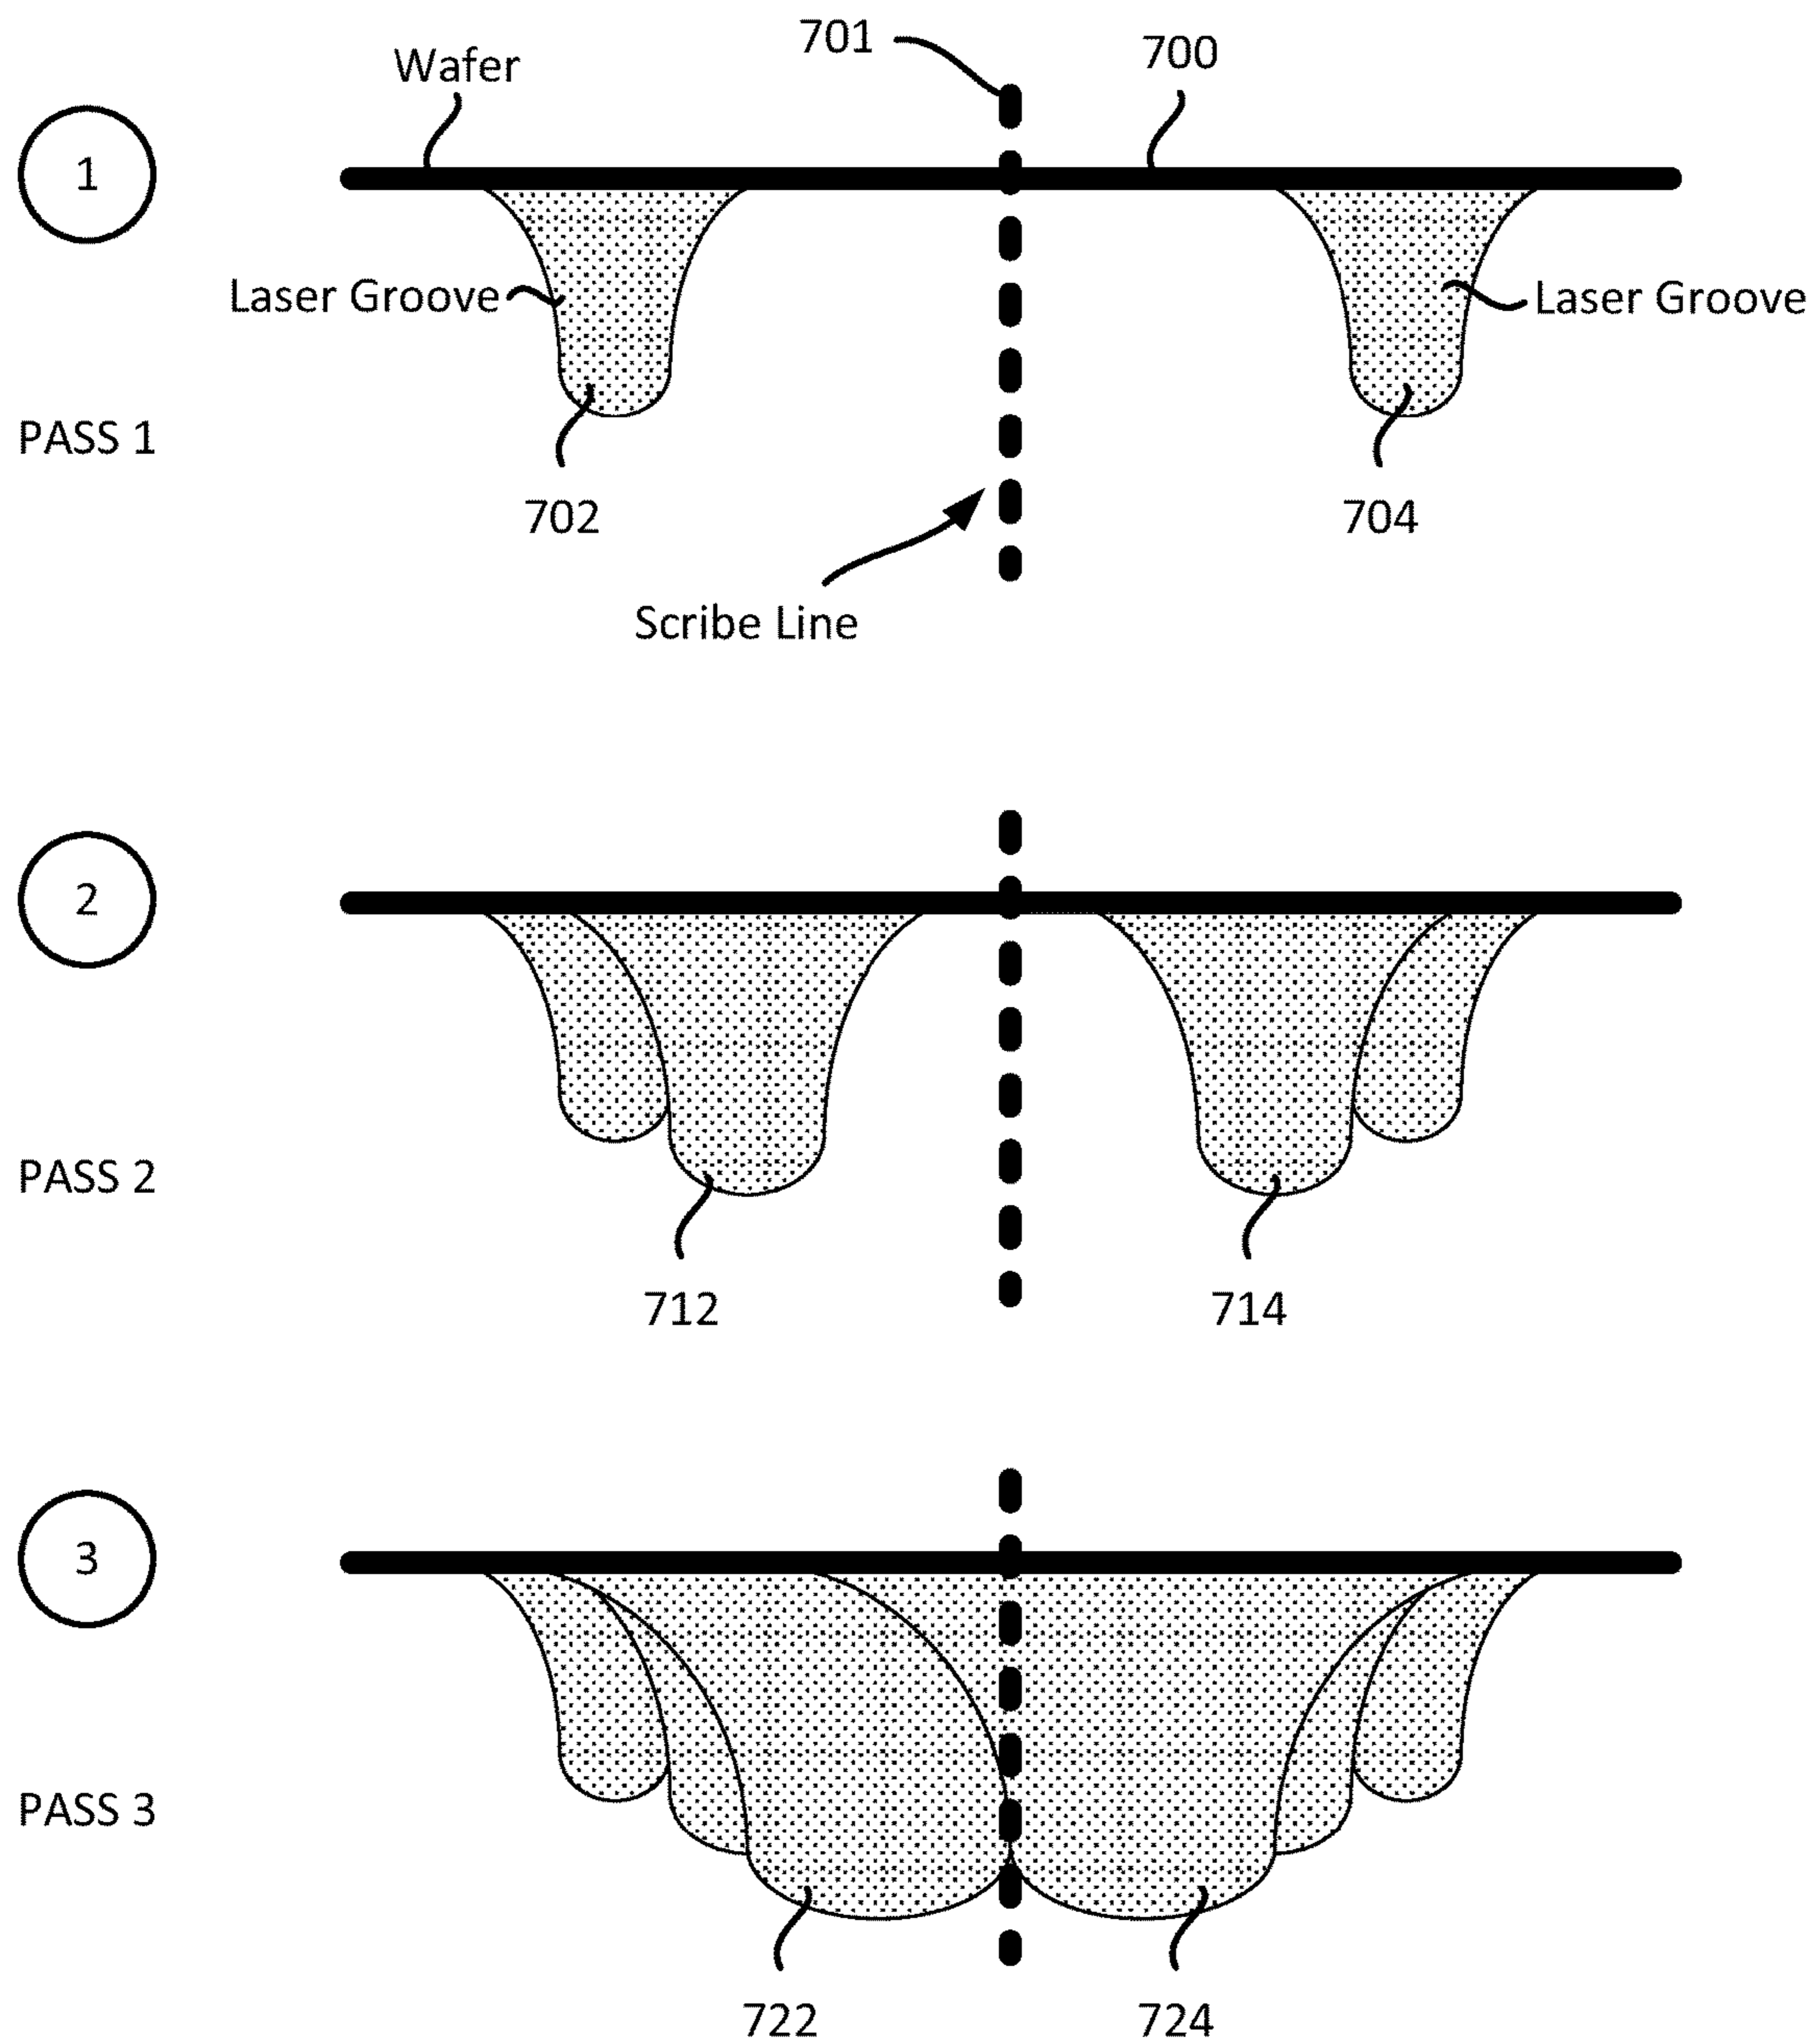 701
700
Wafer
1
Laser Groove
Laser Groove
PASS 1
702
704
Scribe Line
2
PASS 2
712
714
3
PASS 3
722
724